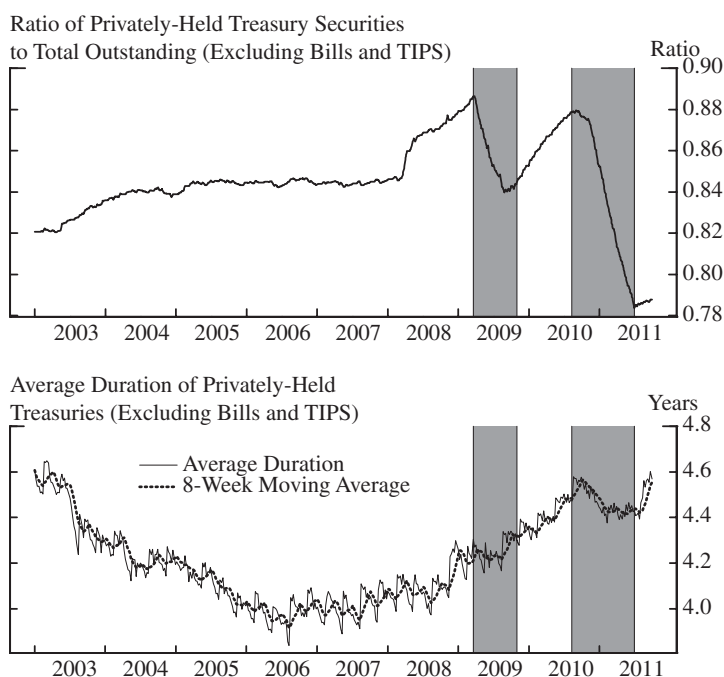 Ratio of Privately-Held Treasury Securities
to Total Outstanding (Excluding Bills and TIPS)
Ratio
0.90
0.88
0.86
0.84
0.82
0.80
0.78
2003 2004 2005 2006 2007 2008 2009 2010 2011
Average Duration of Privately-Held
Treasuries (Excluding Bills and TIPS)
Years
4.8
Average Duration
8-Week Moving Average
4.6
4.4
4.2
4.0
2003 2004 2005 2006 2007 2008 2009 2010 2011